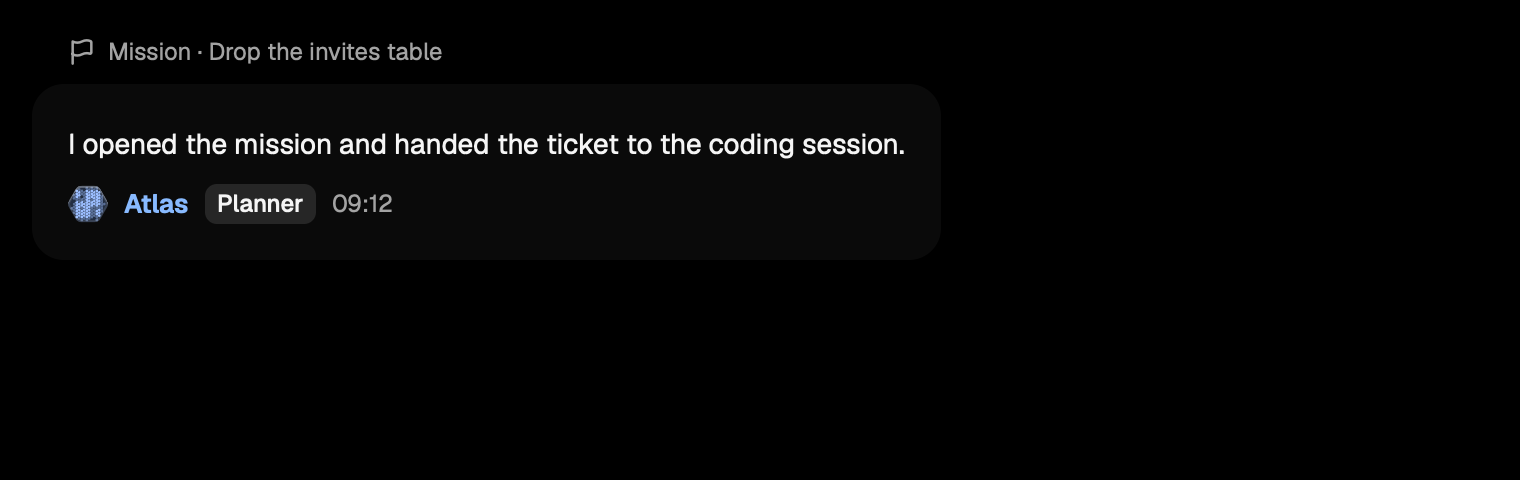 Mission · Drop the invites table
I opened the mission and handed the ticket to the coding session.
Atlas Planner 09:12